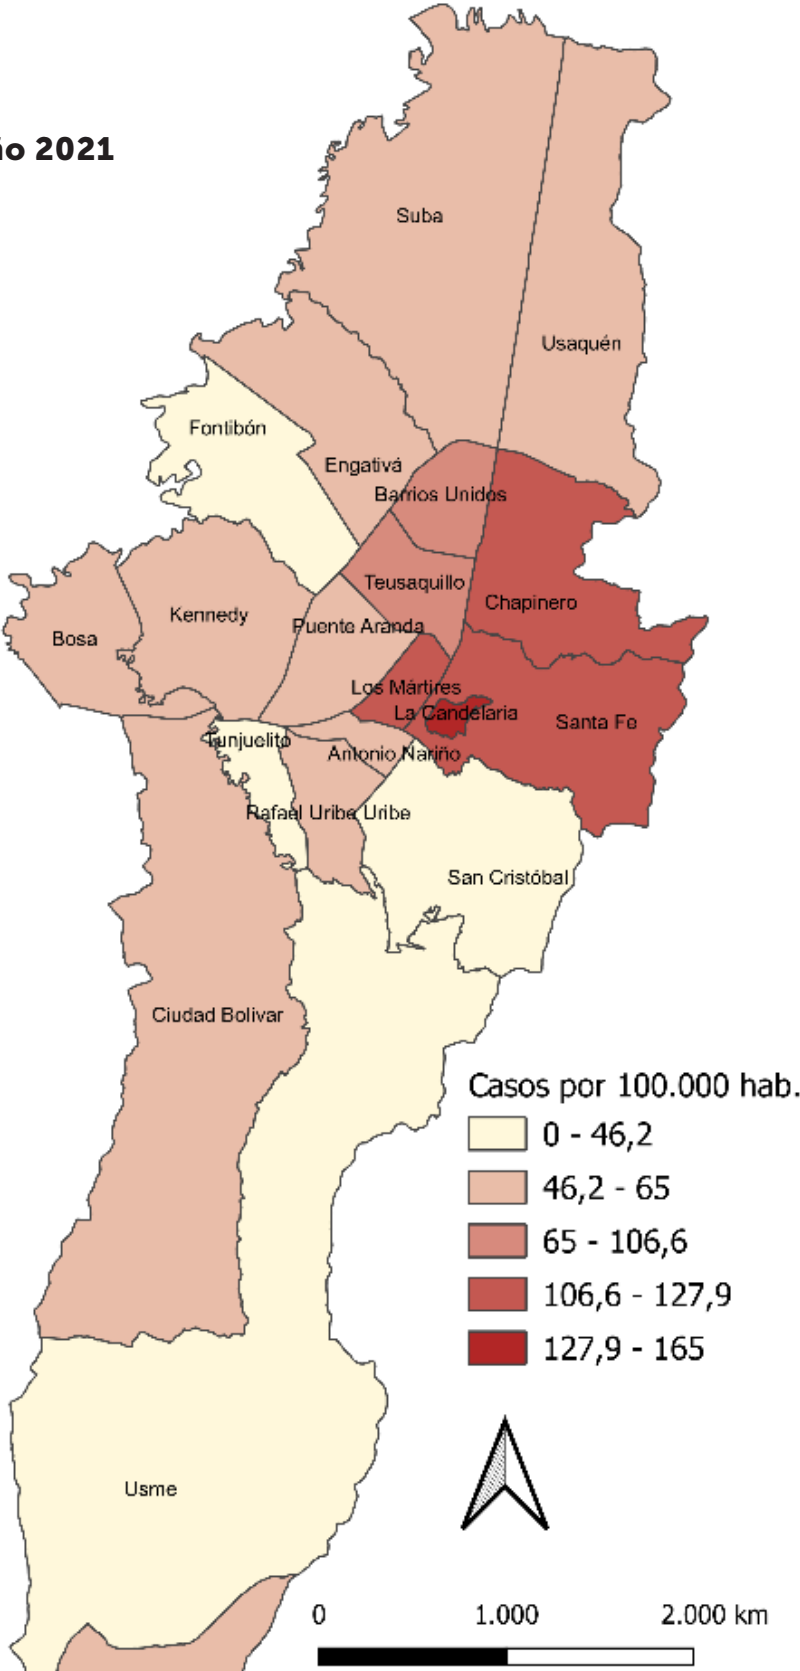 o 2021
Suba
Usaquén
Fontibón
Engativá
Barrios Unidos
Teusaquillo
Chapinero
Kennedy
Puente Aranda
Bosa
Los Mártires
La Candelaria
Santa Fe
Tunjuelito
Antonio Nariño
Rafael Uribe Uribe
San Cristóbal
Ciudad Bolivar
Casos por 100.000 hab.
0 - 46,2
46,2 - 65
65 - 106,6
106,6 - 127,9
127,9 - 165
Usme
0 1.000 2.000 km